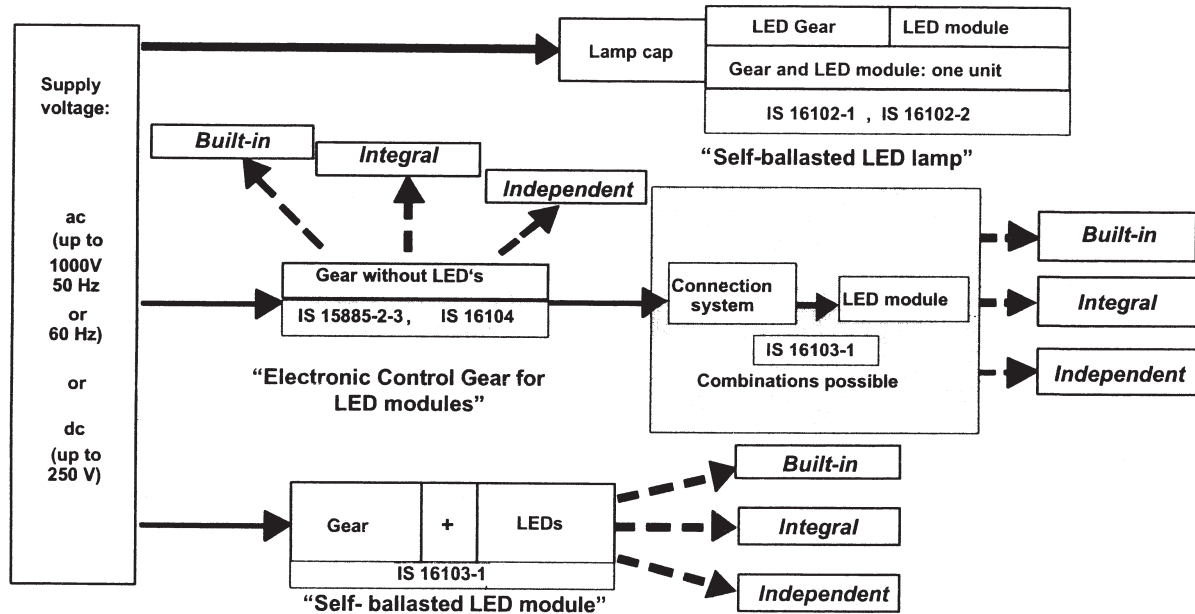 Supply
voltage:
ac
(up to
1000V
50 Hz
or
60 Hz)
or
dc
(up to
250 V)
Lamp cap
LED Gear
LED module
Gear and LED module: one unit
IS 16102-1 , IS 16102-2
“Self-ballasted LED lamp”
Built-in
Integral
Independent
Gear without LED‘s
IS 15885-2-3, IS 16104
“Electronic Control Gear for
LED modules”
Connection
system
LED module
IS 16103-1
Combinations possible
Built-in
Integral
Independent
Gear
+
LEDs
IS 16103-1
“Self- ballasted LED module”
Built-in
Integral
Independent